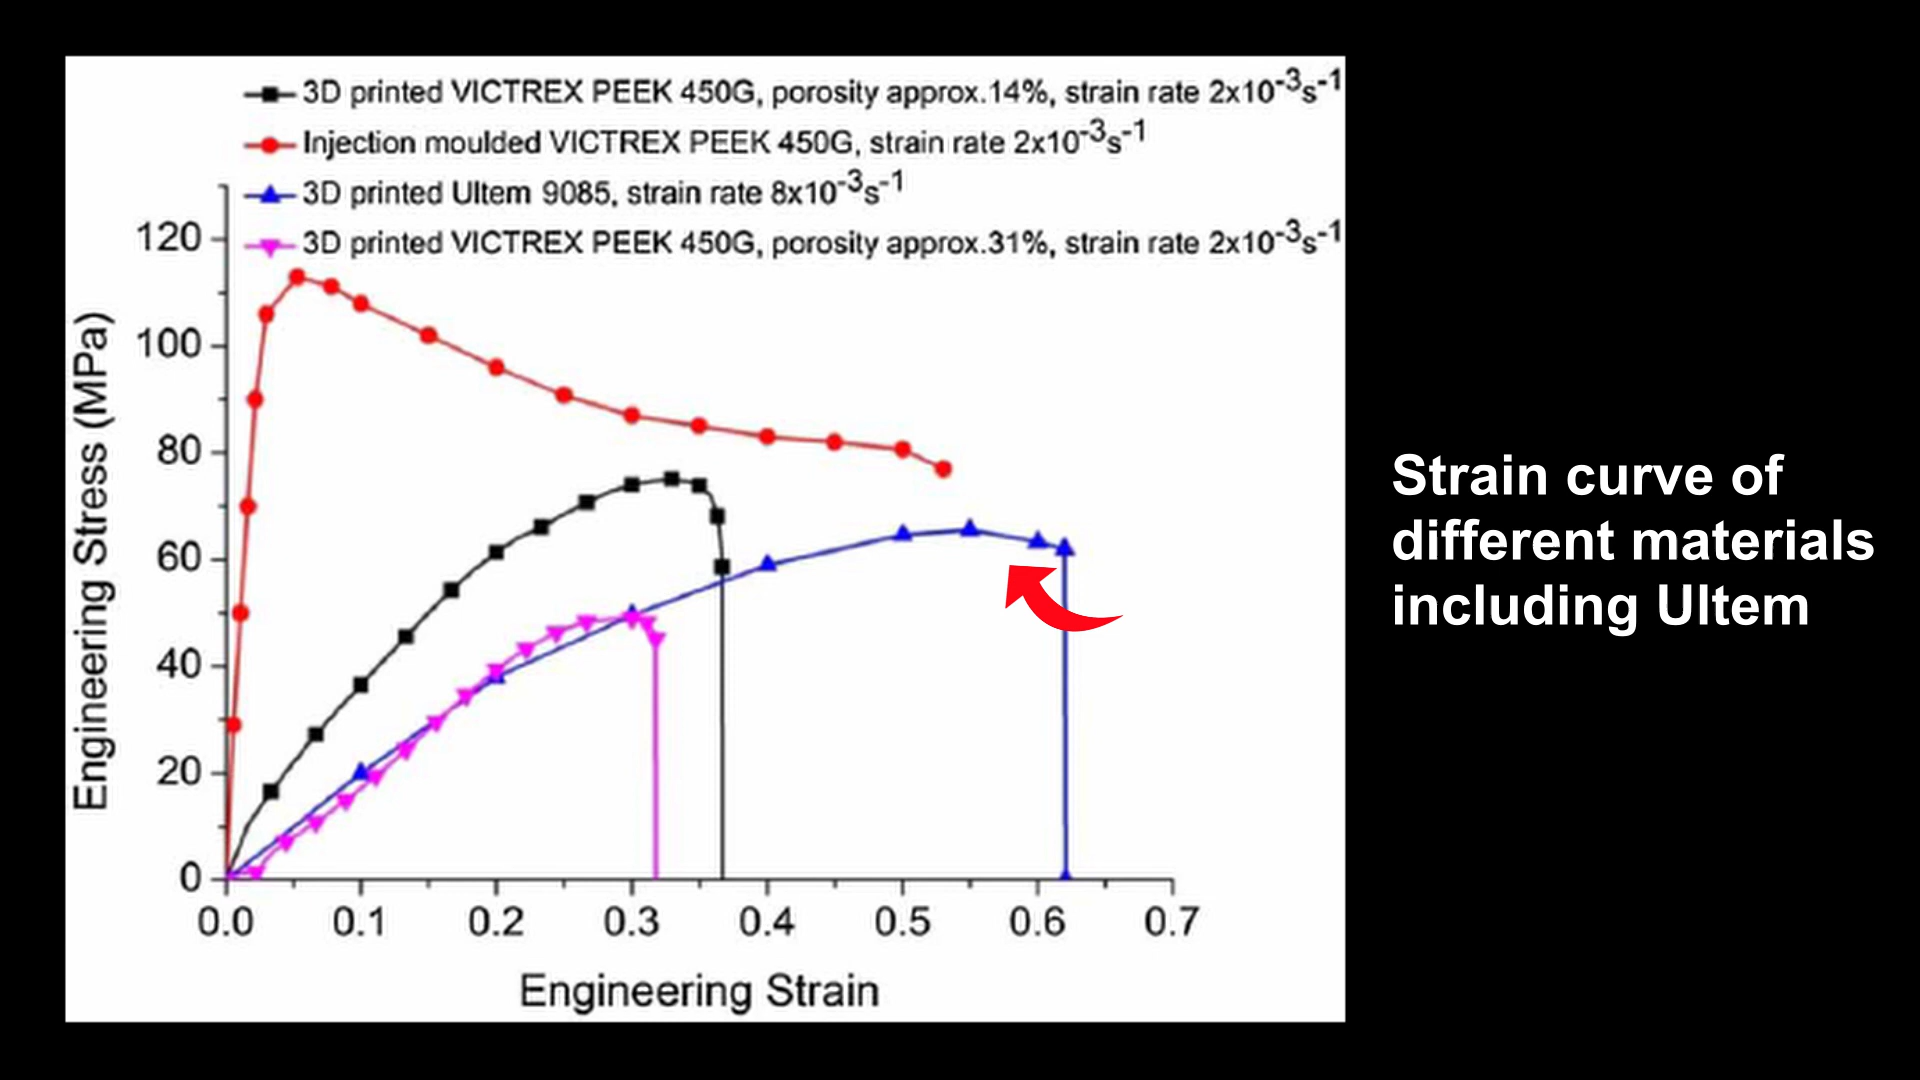 3D printed VICTREX PEEK 450G, porosity approx.14%, strain rate 2x10⁻³s⁻¹
Injection moulded VICTREX PEEK 450G, strain rate 2x10⁻³s⁻¹
3D printed Ultem 9085, strain rate 8x10⁻³s⁻¹
3D printed VICTREX PEEK 450G, porosity approx.31%, strain rate 2x10⁻³s⁻¹
Engineering Stress (MPa)
120
100
80
60
40
20
0
0.0 0.1 0.2 0.3 0.4 0.5 0.6 0.7
Engineering Strain
Strain curve of
different materials
including Ultem